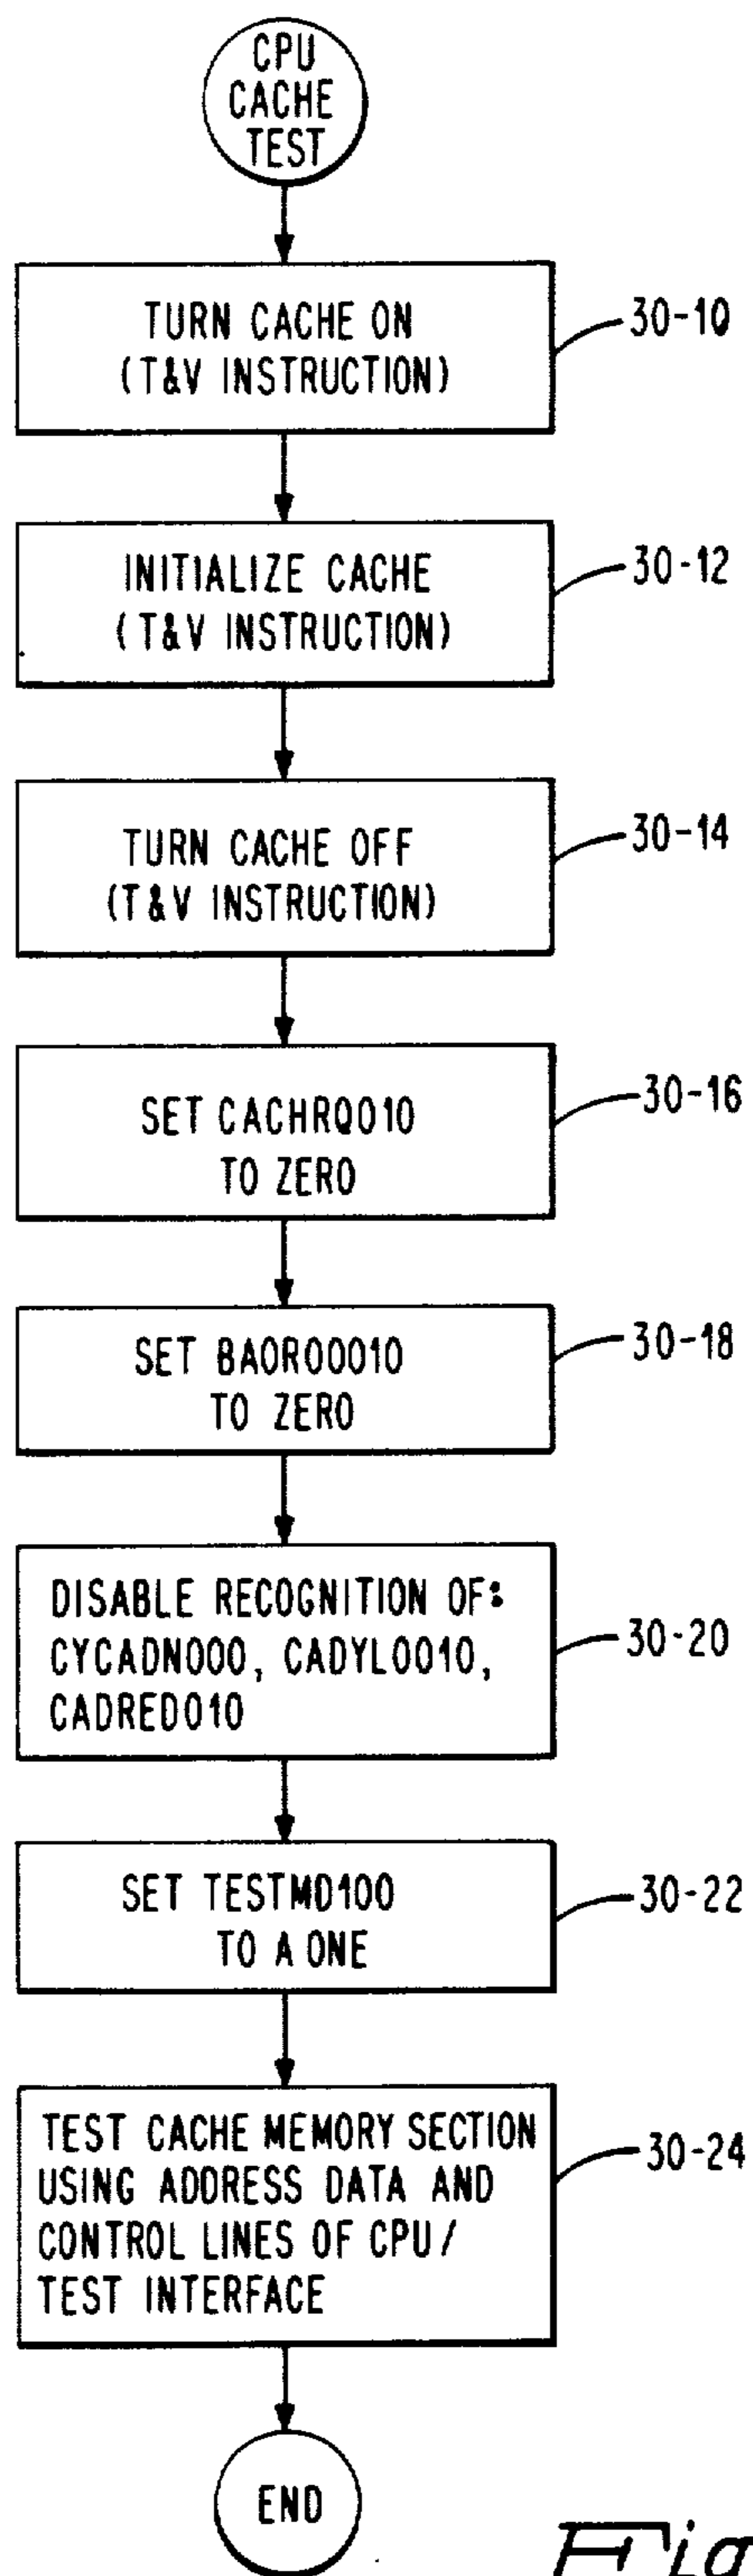 CPU
CACHE
TEST
TURN CACHE ON
(T&V INSTRUCTION)
30-10
INITIALIZE CACHE
(T&V INSTRUCTION)
30-12
TURN CACHE OFF
(T&V INSTRUCTION)
30-14
SET CACHRQ010
TO ZERO
30-16
SET BAOR00010
TO ZERO
30-18
DISABLE RECOGNITION OF:
CYCADN000, CADYLO010,
CADRED010
30-20
SET TESTMD100
TO A ONE
30-22
TEST CACHE MEMORY SECTION
USING ADDRESS DATA AND
CONTROL LINES OF CPU/
TEST INTERFACE
30-24
END
Fig